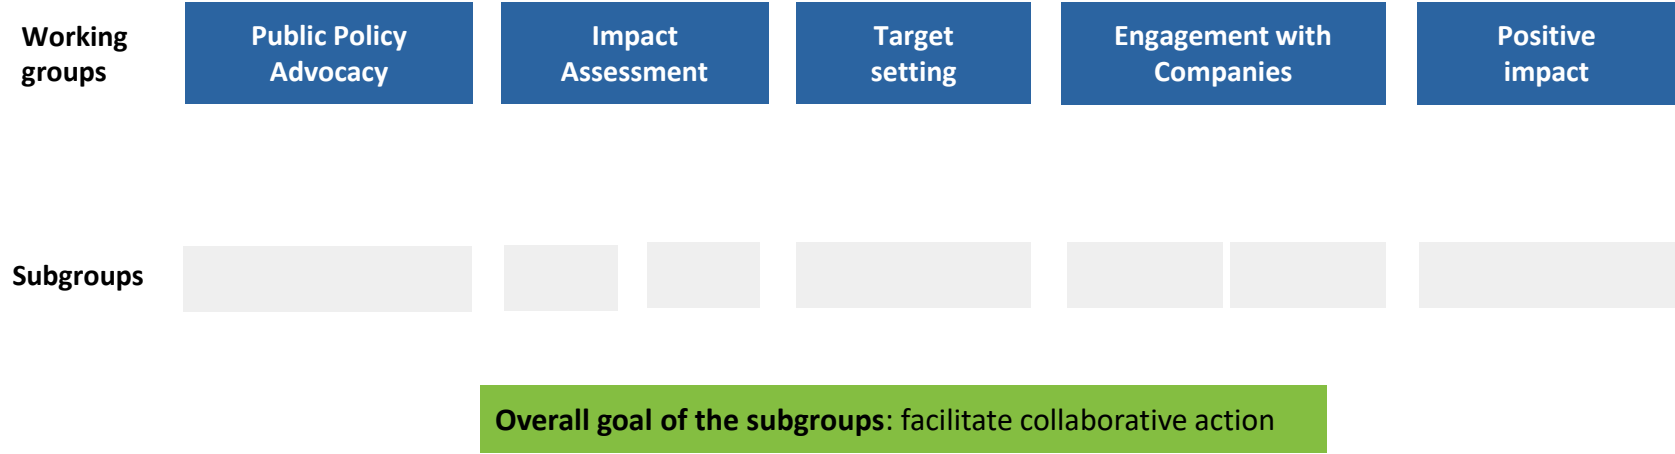 Working
groups
Public Policy
Advocacy
Impact
Assessment
Target
setting
Engagement with
Companies
Positive
impact
Subgroups
Overall goal of the subgroups: facilitate collaborative action